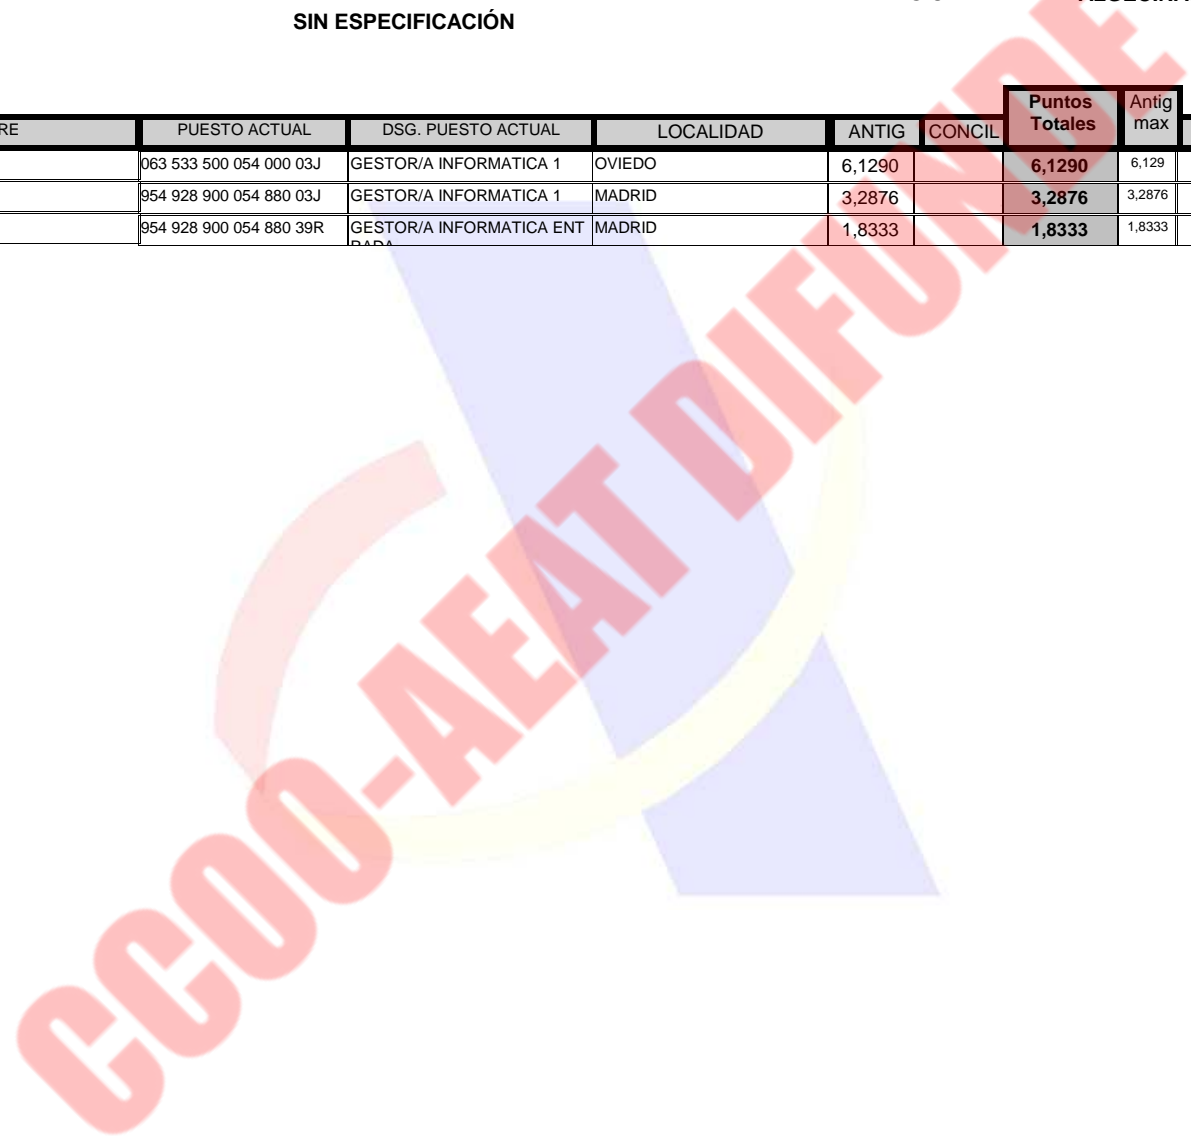 SIN ESPECIFICACIÓN
Puntos Totales Antig max
RE PUESTO ACTUAL DSG. PUESTO ACTUAL LOCALIDAD ANTIG CONCIL
063 533 500 054 000 03J GESTOR/A INFORMATICA 1 OVIEDO 6,1290 6,1290 6,129
954 928 900 054 880 03J GESTOR/A INFORMATICA 1 MADRID 3,2876 3,2876 3,2876
954 928 900 054 880 39R GESTOR/A INFORMATICA ENT MADRID 1,8333 1,8333 1,8333
RADA
CCOO-AEAT DIFUNDE